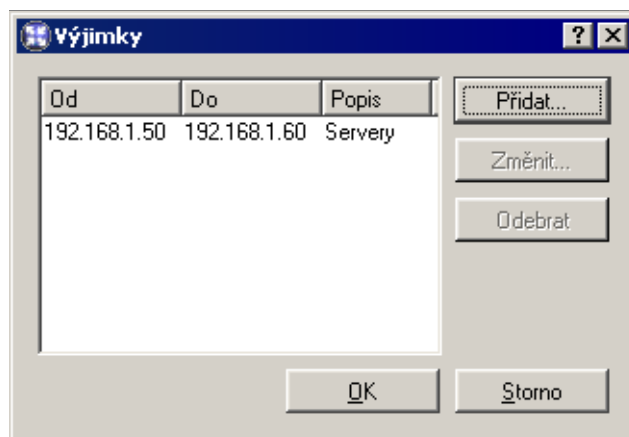 Výjimky
Od Do Popis
192.168.1.50 192.168.1.60 Servery
Přidat...
Změnit...
Odebrat
OK Storno